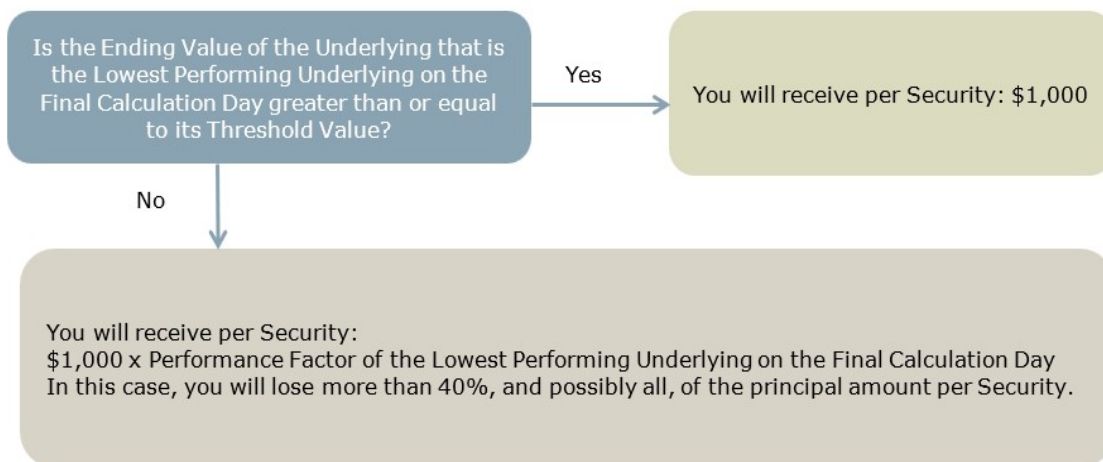 Is the Ending Value of the Underlying that is
the Lowest Performing Underlying on the
Final Calculation Day greater than or equal
to its Threshold Value?
Yes
You will receive per Security: $1,000
No
You will receive per Security:
$1,000 x Performance Factor of the Lowest Performing Underlying on the Final Calculation Day
In this case, you will lose more than 40%, and possibly all, of the principal amount per Security.